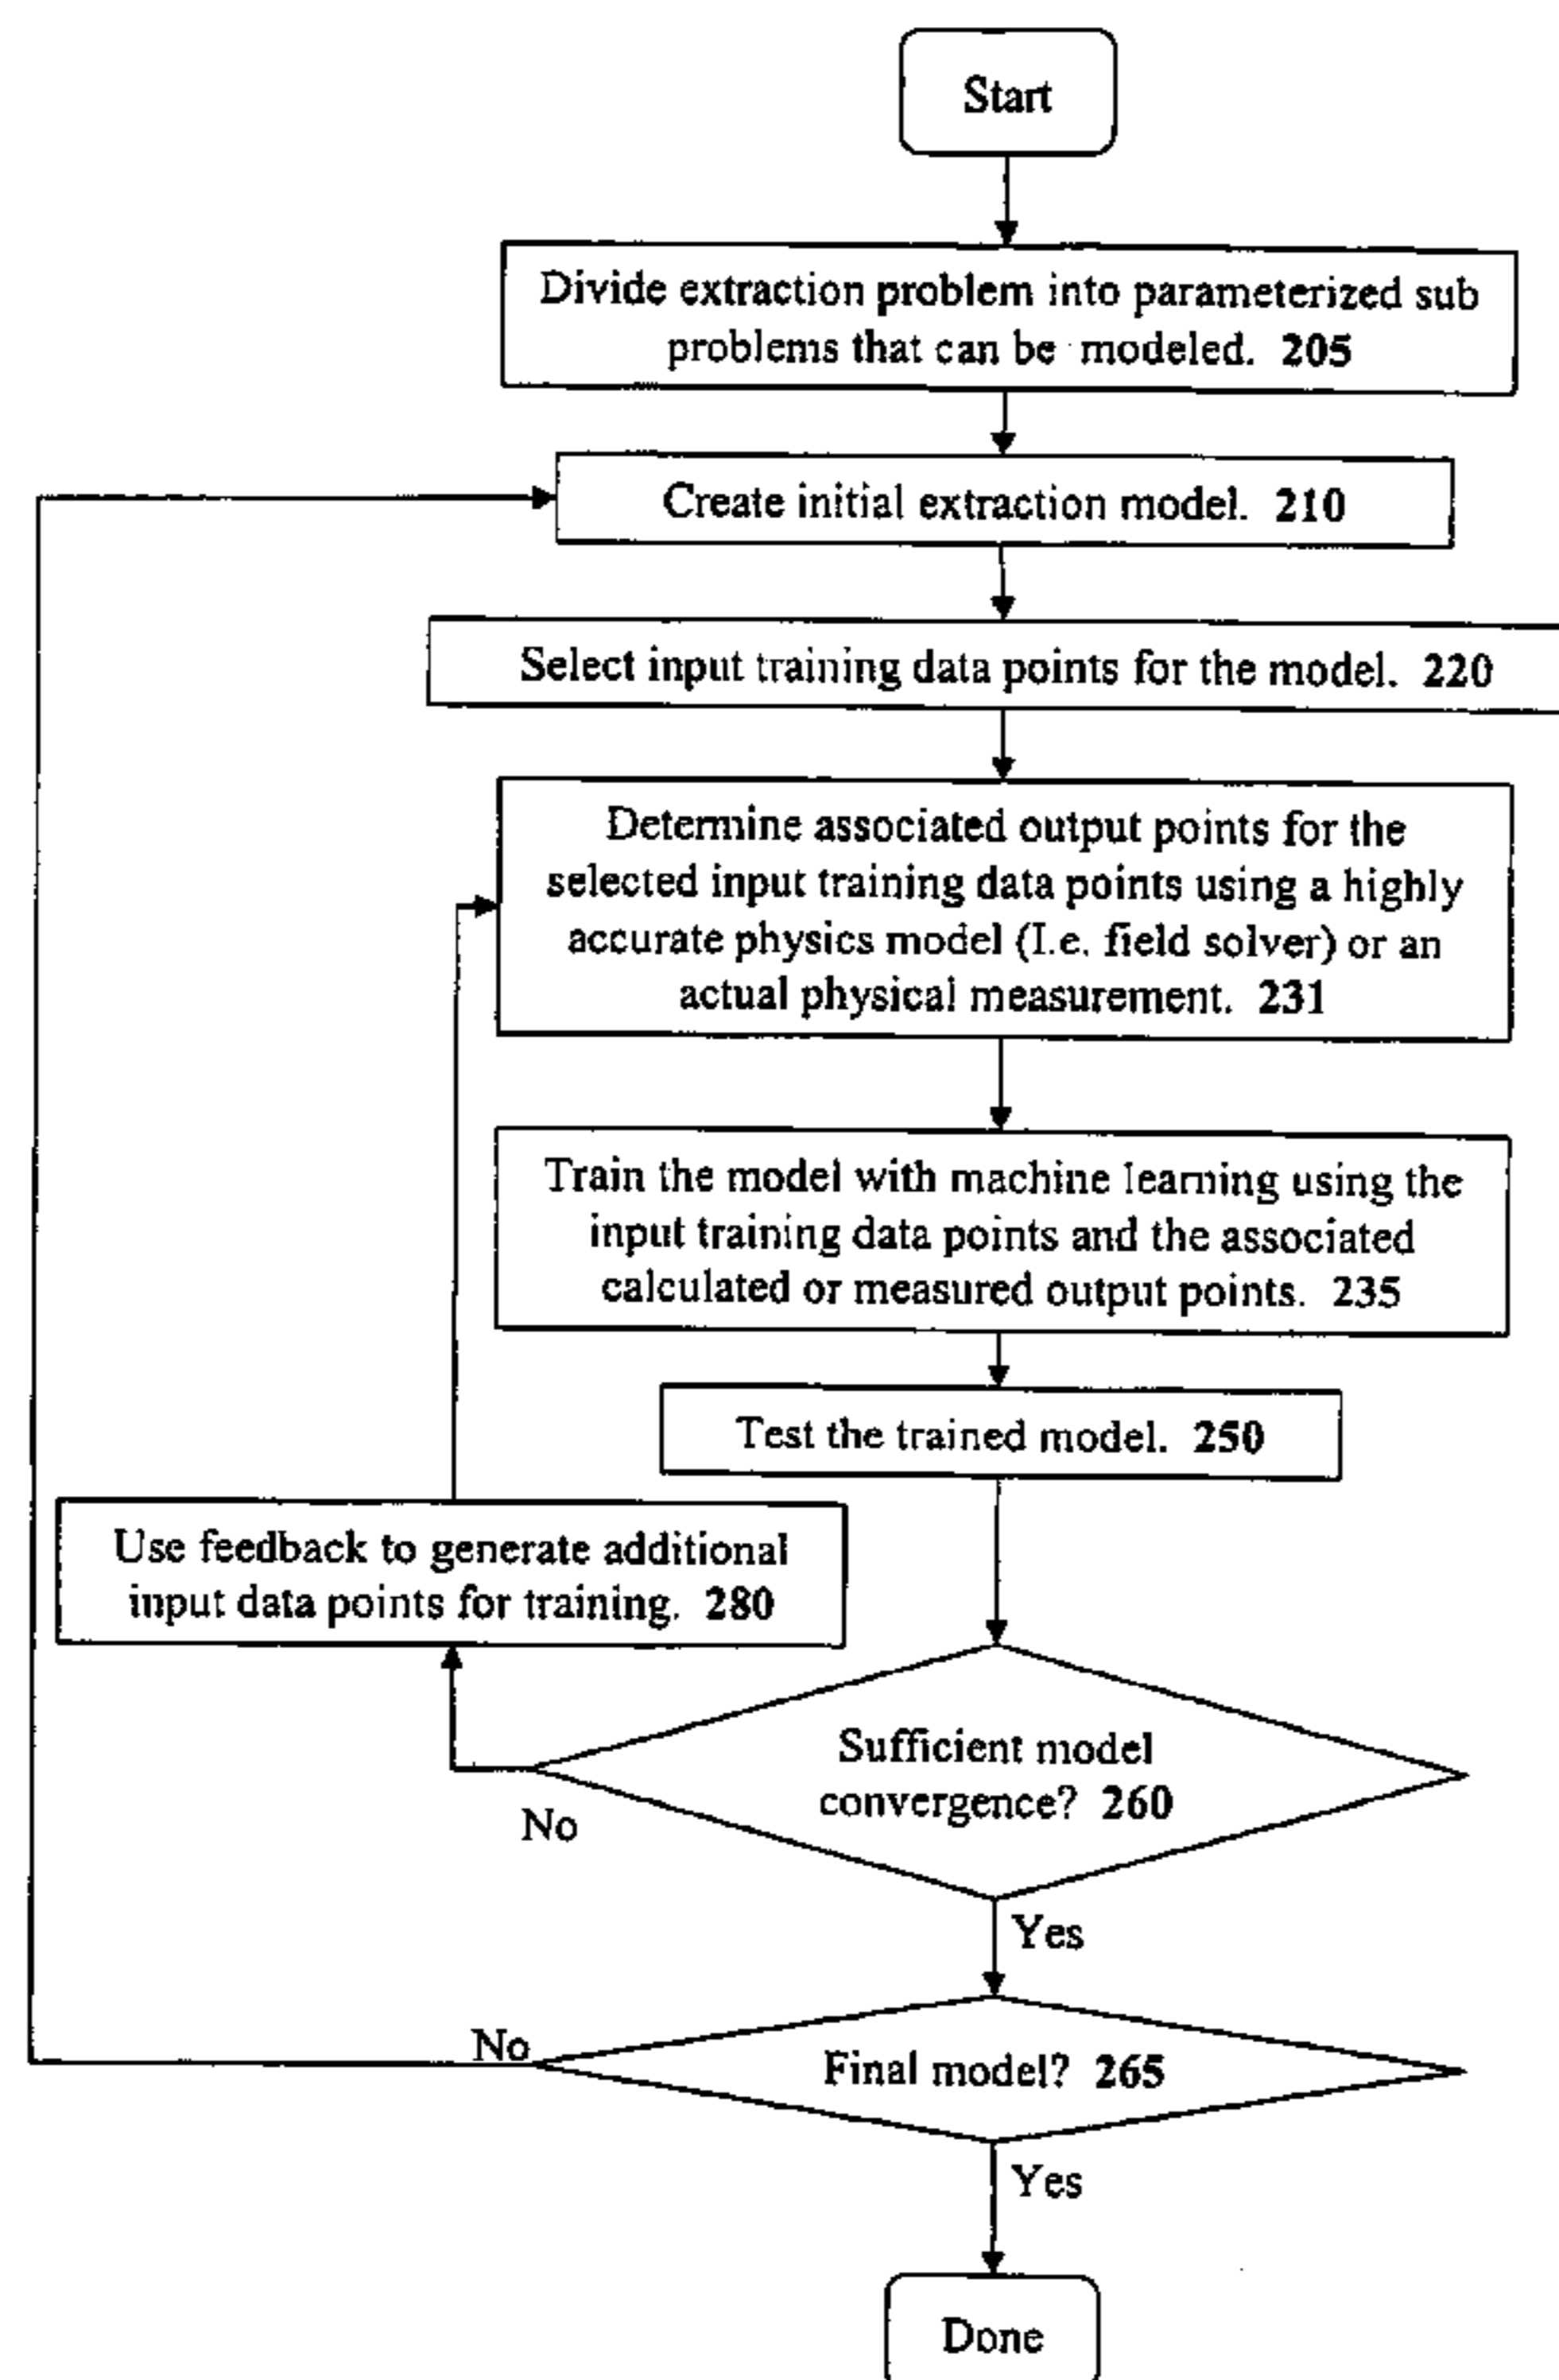 Start
Divide extraction problem into parameterized sub
problems that can be modeled. 205
Create initial extraction model. 210
Select input training data points for the model. 220
Determine associated output points for the
selected input training data points using a highly
accurate physics model (I.e. field solver) or an
actual physical measurement. 231
Train the model with machine learning using the
input training data points and the associated
calculated or measured output points. 235
Test the trained model. 250
Use feedback to generate additional
input data points for training. 280
Sufficient model
convergence? 260
No
Yes
No
Final model? 265
Yes
Done